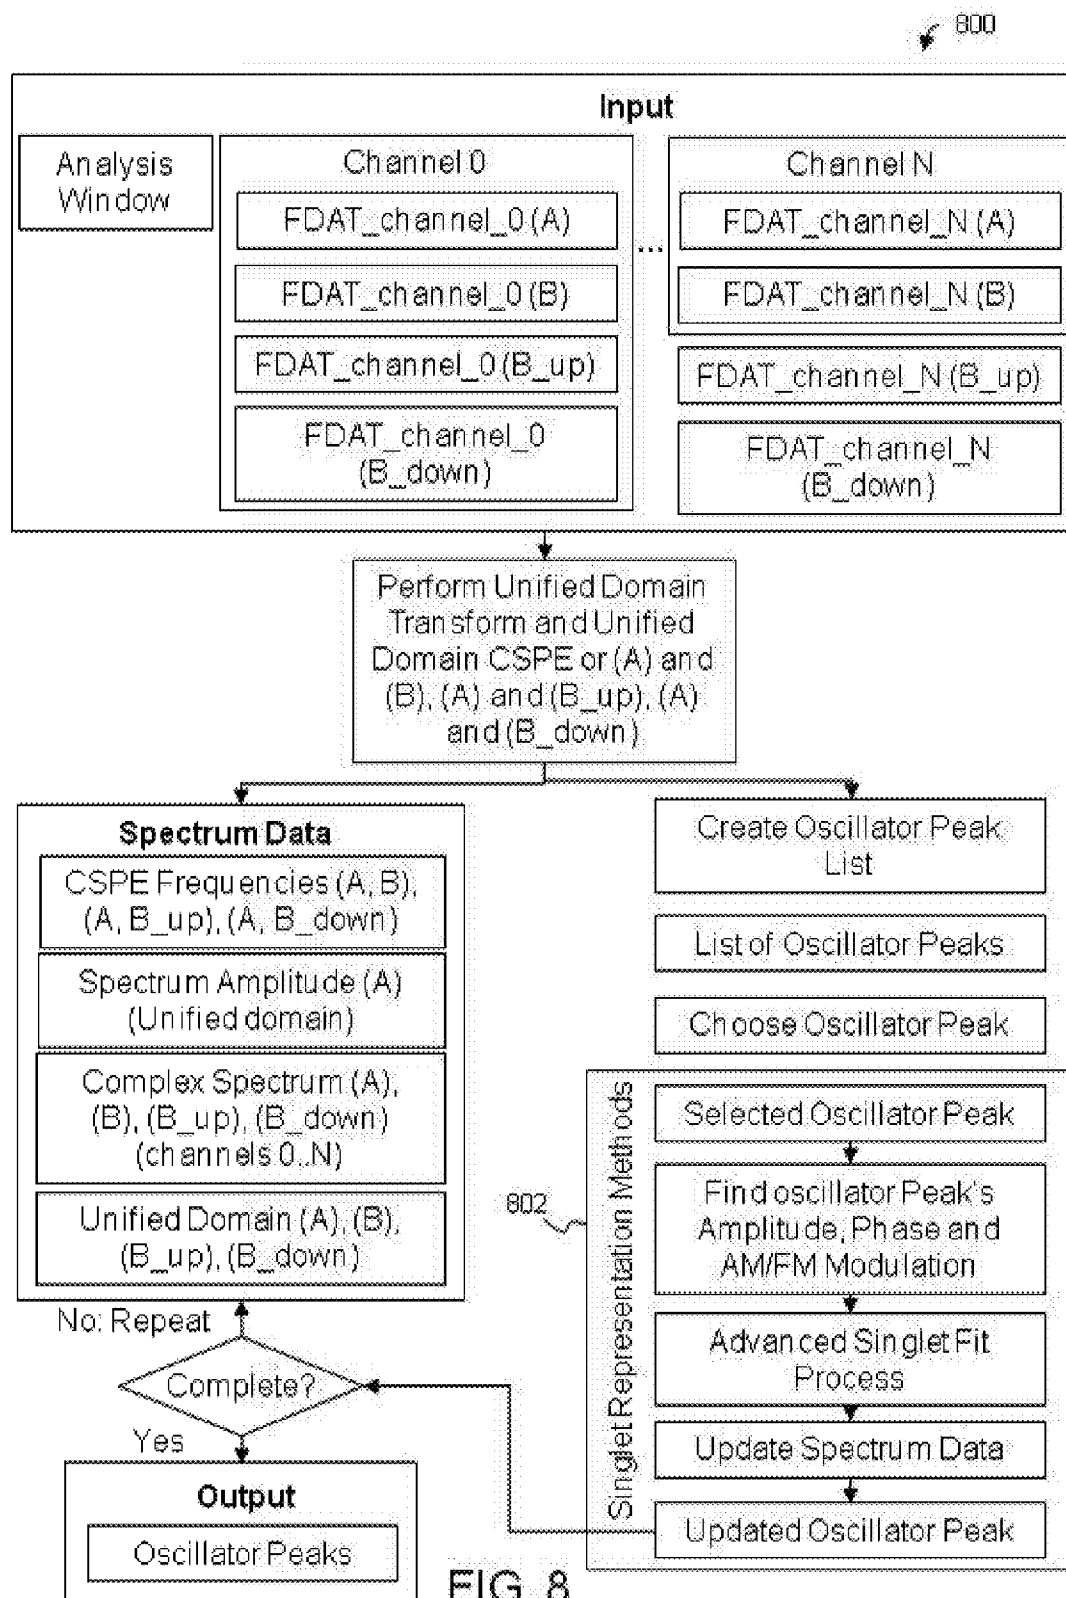 800
Input
Analysis
Window
Channel 0
FDAT_channel_0 (A)
FDAT_channel_0 (B)
FDAT_channel_0 (B_up)
FDAT_channel_0
(B_down)
...
Channel N
FDAT_channel_N (A)
FDAT_channel_N (B)
FDAT_channel_N (B_up)
FDAT_channel_N
(B_down)
Perform Unified Domain
Transform and Unified
Domain CSPE or (A) and
(B), (A) and (B_up), (A)
and (B_down)
Spectrum Data
CSPE Frequencies (A, B),
(A, B_up), (A, B_down)
Spectrum Amplitude (A)
(Unified domain)
Complex Spectrum (A),
(B), (B_up), (B_down)
(channels 0..N)
Unified Domain (A), (B),
(B_up), (B_down)
No: Repeat
Complete?
Yes
Output
Oscillator Peaks
Create Oscillator Peak
List
List of Oscillator Peaks
Choose Oscillator Peak
802
Singlet Representation Methods
Selected Oscillator Peak
Find oscillator Peak's
Amplitude, Phase and
AM/FM Modulation
Advanced Singlet Fit
Process
Update Spectrum Data
Updated Oscillator Peak
FIG. 8